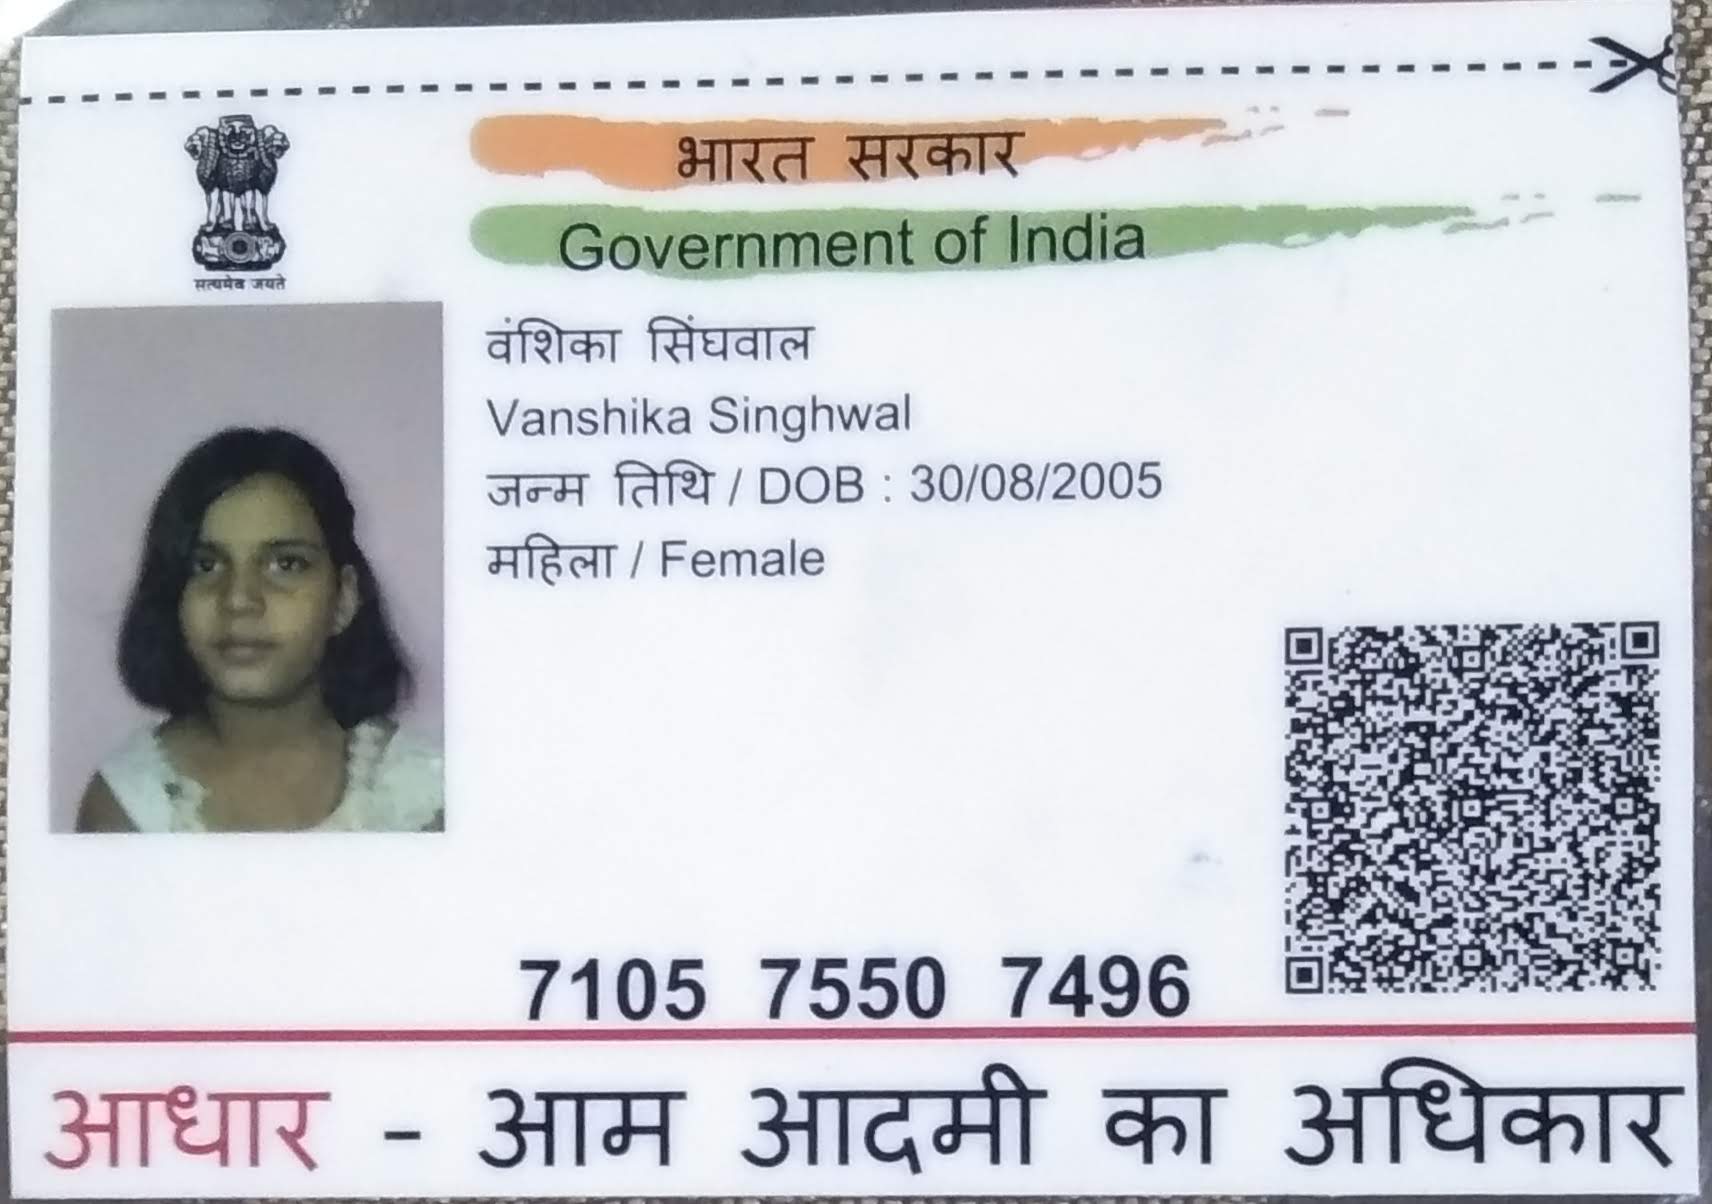 भारत सरकार
Government of India
सत्यमेव जयते
वंशिका सिंघवाल
Vanshika Singhwal
जन्म तिथि / DOB : 30/08/2005
महिला / Female
7105 7550 7496
आधार - आम आदमी का अधिकार